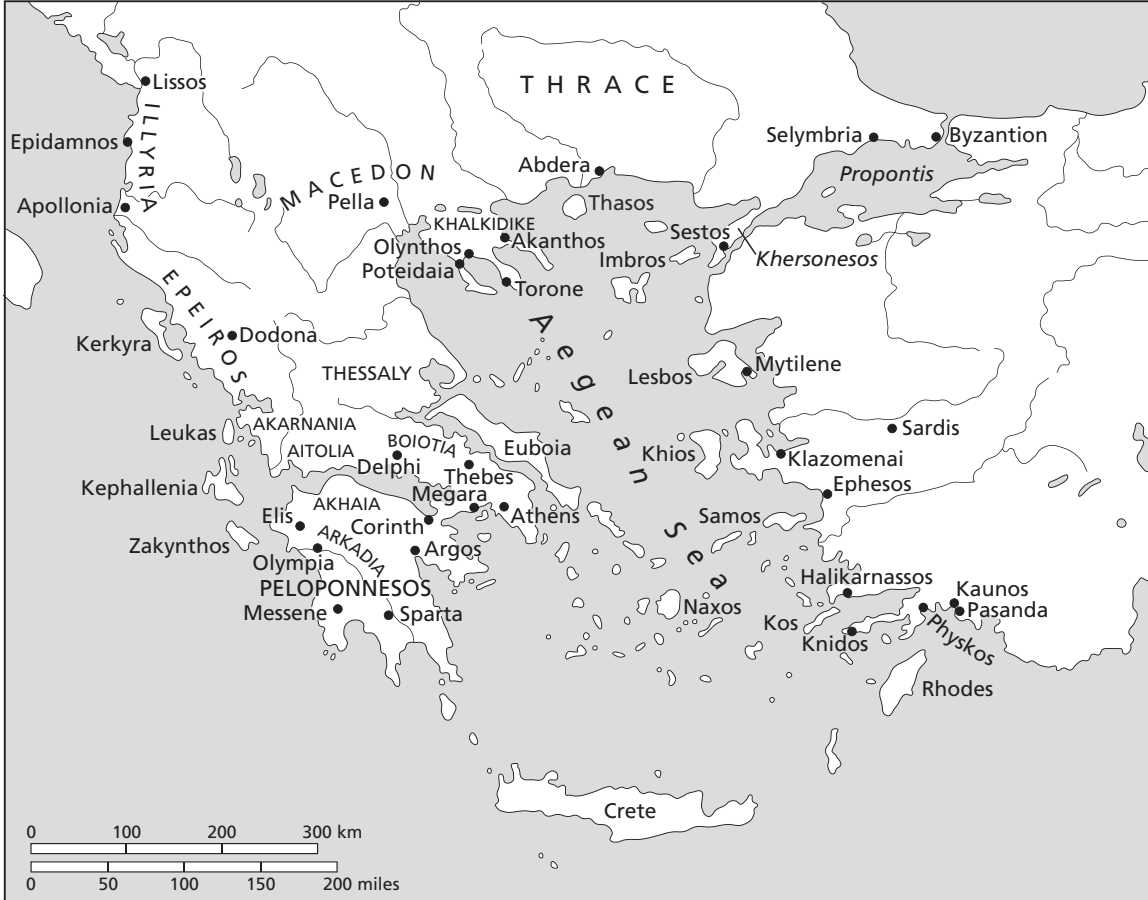 THRACE
Lissos
ILLYRIA
Epidamnos
Selymbria
Byzantion
Abdera
Propontis
MACEDON
Pella
Apollonia
Thasos
KHALKIDIKE
Sestos
Olynthos
Akanthos
Khersonesos
Imbros
Poteidaia
Torone
EPEIROS
Aegean Sea
Dodona
Kerkyra
Mytilene
THESSALY
Lesbos
AKARNANIA
Sardis
Leukas
BOIOTIA
Euboia
AITOLIA
Khios
Klazomenai
Delphi
Thebes
Kephallenia
Ephesos
Megara
AKHAIA
Elis
Corinth
Athens
Samos
Zakynthos
ARKADIA
Argos
Olympia
Halikarnassos
PELOPONNESOS
Kaunos
Messene
Sparta
Naxos
Pasanda
Kos
Knidos
Physkos
Rhodes
Crete
0 100 200 300 km
0 50 100 150 200 miles